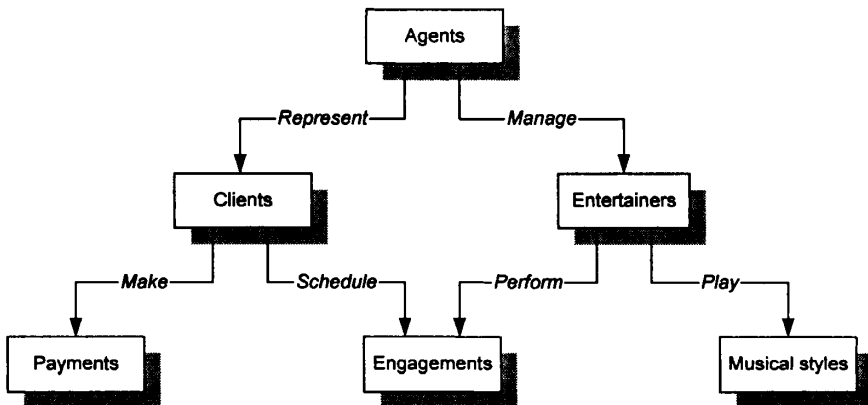 Agents
Represent
Manage
Clients
Entertainers
Make
Schedule
Perform
Play
Payments
Engagements
Musical styles